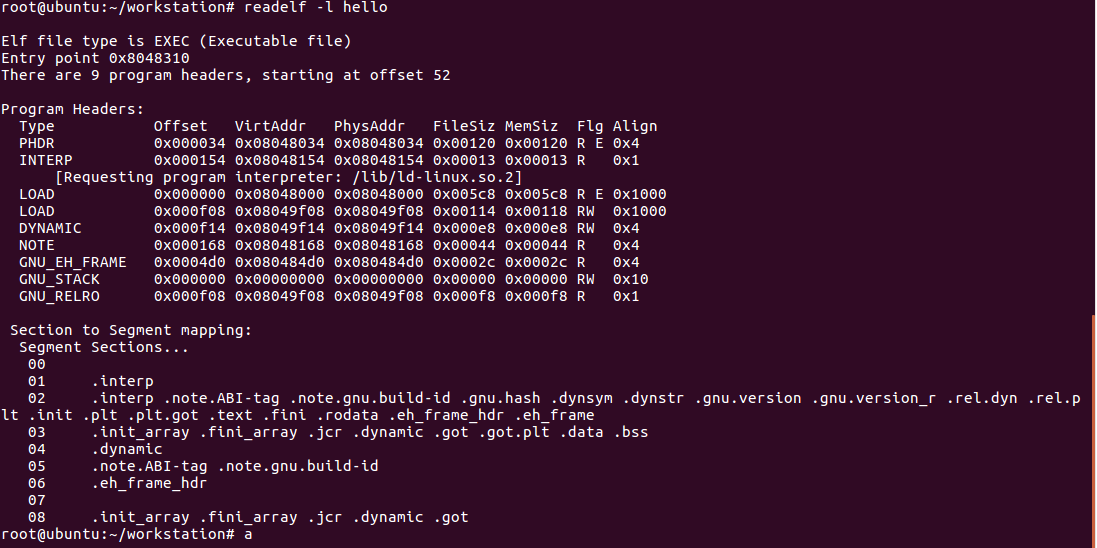 root@ubuntu:~/workstation# readelf -l hello

Elf file type is EXEC (Executable file)
Entry point 0x8048310
There are 9 program headers, starting at offset 52

Program Headers:
  Type           Offset   VirtAddr   PhysAddr   FileSiz MemSiz  Flg Align
  PHDR           0x000034 0x08048034 0x08048034 0x00120 0x00120 R E 0x4
  INTERP         0x000154 0x08048154 0x08048154 0x00013 0x00013 R   0x1
      [Requesting program interpreter: /lib/ld-linux.so.2]
  LOAD           0x000000 0x08048000 0x08048000 0x005c8 0x005c8 R E 0x1000
  LOAD           0x000f08 0x08049f08 0x08049f08 0x00114 0x00118 RW  0x1000
  DYNAMIC        0x000f14 0x08049f14 0x08049f14 0x000e8 0x000e8 RW  0x4
  NOTE           0x000168 0x08048168 0x08048168 0x00044 0x00044 R   0x4
  GNU_EH_FRAME   0x0004d0 0x080484d0 0x080484d0 0x0002c 0x0002c R   0x4
  GNU_STACK      0x000000 0x00000000 0x00000000 0x00000 0x00000 RW  0x10
  GNU_RELRO      0x000f08 0x08049f08 0x08049f08 0x000f8 0x000f8 R   0x1

 Section to Segment mapping:
  Segment Sections...
   00
   01     .interp
   02     .interp .note.ABI-tag .note.gnu.build-id .gnu.hash .dynsym .dynstr .gnu.version .gnu.version_r .rel.dyn .rel.p
lt .init .plt .plt.got .text .fini .rodata .eh_frame_hdr .eh_frame
   03     .init_array .fini_array .jcr .dynamic .got .got.plt .data .bss
   04     .dynamic
   05     .note.ABI-tag .note.gnu.build-id
   06     .eh_frame_hdr
   07
   08     .init_array .fini_array .jcr .dynamic .got
root@ubuntu:~/workstation# a